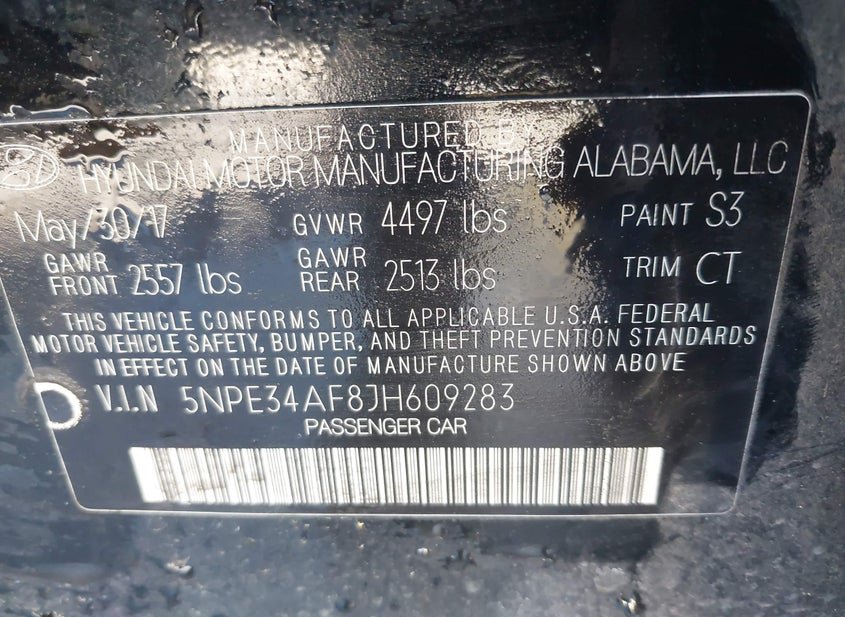 MANUFACTURED BY
HYUNDAI MOTOR MANUFACTURING ALABAMA, LLC
May/30/17 GVWR 4497 lbs PAINT S3
GAWR FRONT 2557 lbs GAWR REAR 2513 lbs TRIM CT
THIS VEHICLE CONFORMS TO ALL APPLICABLE U.S.A. FEDERAL
MOTOR VEHICLE SAFETY, BUMPER, AND THEFT PREVENTION STANDARDS
IN EFFECT ON THE DATE OF MANUFACTURE SHOWN ABOVE
V.I.N 5NPE34AF8JH609283
PASSENGER CAR